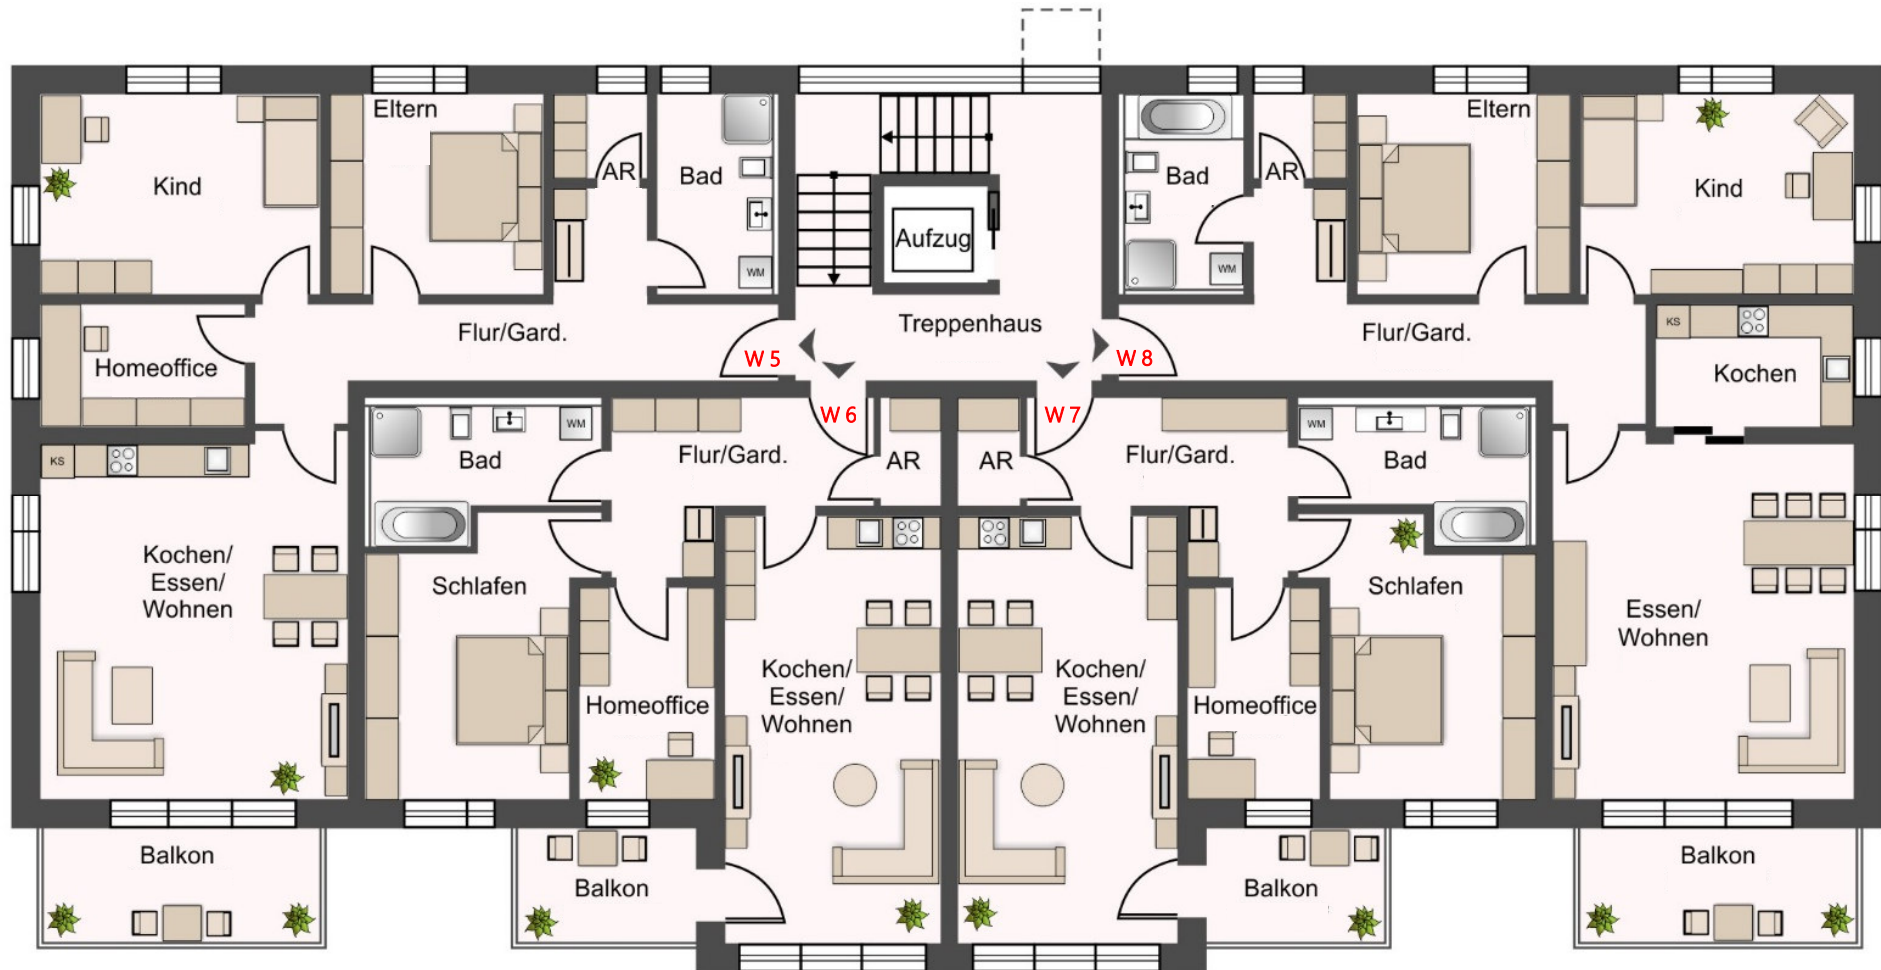 Eltern
Eltern
AR
Bad
Bad
AR
Kind
Kind
Aufzug
WM
WM
Treppenhaus
Flur/Gard.
Flur/Gard.
KS
W 5
W 8
Homeoffice
Kochen
W 6
W 7
WM
WM
Flur/Gard.
Flur/Gard.
KS
Bad
AR
AR
Bad
Kochen/
Essen/
Wohnen
Schlafen
Schlafen
Essen/
Wohnen
Kochen/
Essen/
Wohnen
Kochen/
Essen/
Wohnen
Homeoffice
Homeoffice
Balkon
Balkon
Balkon
Balkon